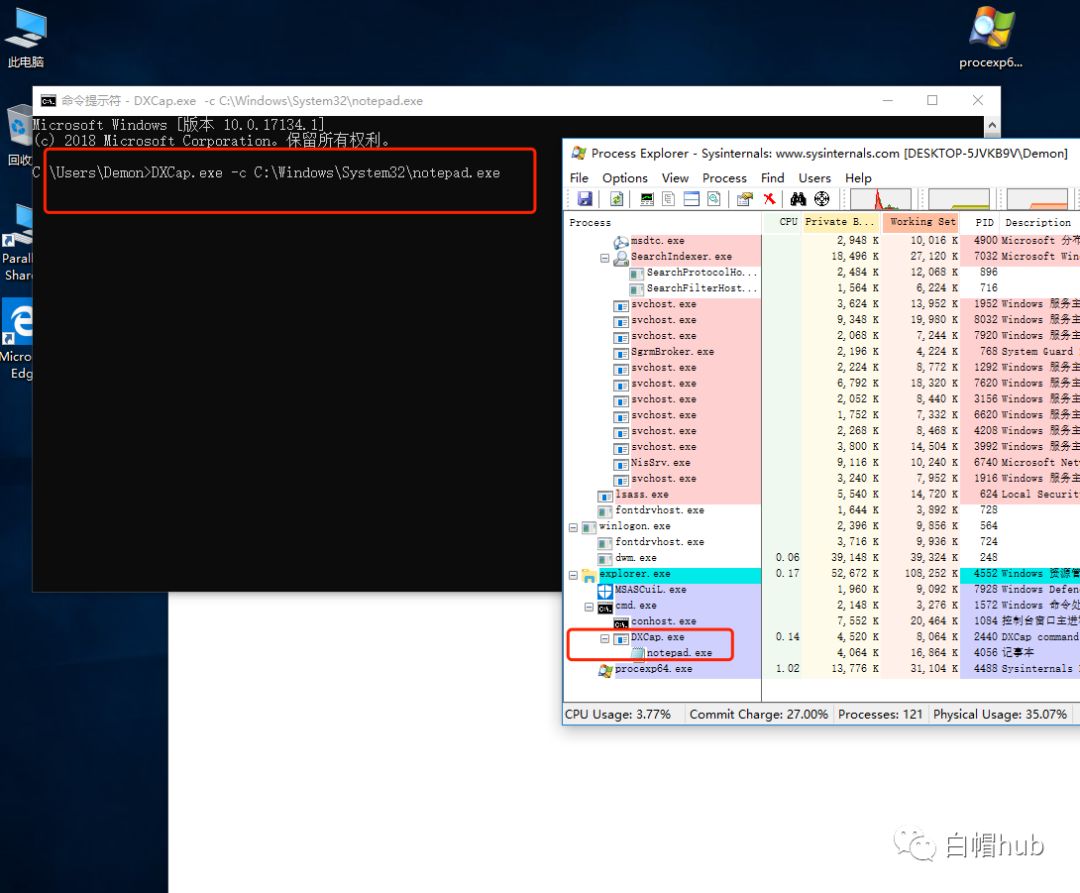 此电脑
procexp6...
命令提示符 - DXCap.exe -c C:\Windows\System32\notepad.exe
Microsoft Windows [版本 10.0.17134.1]
(c) 2018 Microsoft Corporation。保留所有权利。
C \Users\Demon>DXCap.exe -c C:\Windows\System32\notepad.exe
回收
Parall
Share
Micro
Edg
Process Explorer - Sysinternals: www.sysinternals.com [DESKTOP-5JVKB9V\Demon]
File Options View Process Find Users Help
Process CPU Private B... Working Set PID Description
msdtc.exe 2,948 K 10,016 K 4900 Microsoft 分布
SearchIndexer.exe 18,496 K 27,120 K 7032 Microsoft Win
SearchProtocolHo... 2,484 K 12,068 K 896
SearchFilterHost... 1,564 K 6,224 K 716
svchost.exe 3,624 K 13,952 K 1952 Windows 服务主
svchost.exe 9,348 K 19,980 K 8032 Windows 服务主
svchost.exe 2,068 K 7,244 K 7920 Windows 服务主
SgrmBroker.exe 2,196 K 4,224 K 768 System Guard
svchost.exe 2,224 K 8,772 K 1292 Windows 服务主
svchost.exe 6,792 K 18,320 K 7620 Windows 服务主
svchost.exe 2,052 K 8,440 K 3156 Windows 服务主
svchost.exe 1,752 K 7,332 K 6620 Windows 服务主
svchost.exe 2,268 K 8,468 K 4208 Windows 服务主
svchost.exe 3,800 K 14,504 K 3992 Windows 服务主
NisSrv.exe 9,116 K 10,240 K 6740 Microsoft Net
svchost.exe 3,240 K 7,952 K 1916 Windows 服务主
lsass.exe 5,540 K 14,720 K 624 Local Securit
fontdrvhost.exe 1,644 K 3,892 K 728
winlogon.exe 2,396 K 9,856 K 564
fontdrvhost.exe 3,716 K 9,936 K 724
dwm.exe 0.06 39,148 K 39,324 K 248
explorer.exe 0.17 52,672 K 108,252 K 4552 Windows 资源管
MSASCuiL.exe 1,960 K 9,092 K 7928 Windows Defen
cmd.exe 2,148 K 3,276 K 1572 Windows 命令处
conhost.exe 7,552 K 20,464 K 1084 控制台窗口主进
DXCap.exe 0.14 4,520 K 8,064 K 2440 DXCap command
notepad.exe 4,064 K 16,864 K 4056 记事本
procexp64.exe 1.02 13,776 K 31,104 K 4488 Sysinternals
CPU Usage: 3.77% Commit Charge: 27.00% Processes: 121 Physical Usage: 35.07%
白帽hub